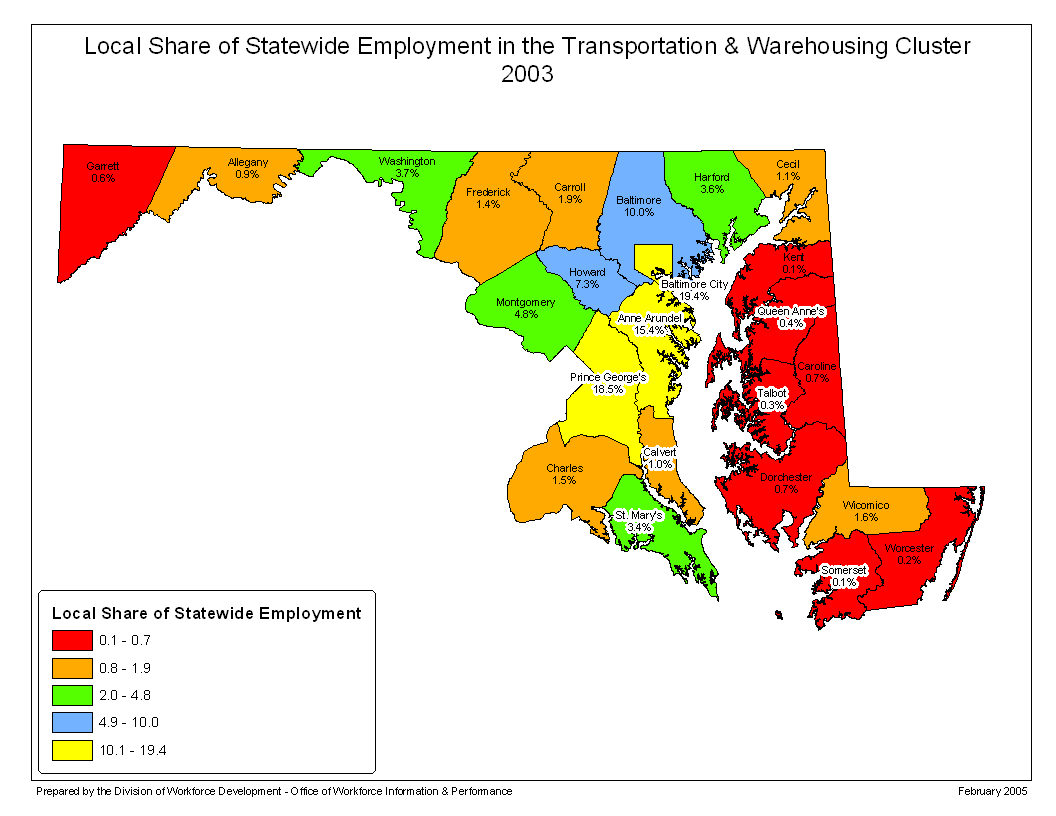 Local Share of Statewide Employment in the Transportation & Warehousing Cluster
2003
Garrett
0.6%
Allegany
0.9%
Washington
3.7%
Frederick
1.4%
Carroll
1.9%
Baltimore
10.0%
Harford
3.6%
Cecil
1.1%
Kent
0.1%
Howard
7.3%
Baltimore City
19.4%
Montgomery
4.8%
Anne Arundel
15.4%
Queen Anne's
0.4%
Caroline
0.7%
Prince George's
18.5%
Talbot
0.3%
Calvert
1.0%
Charles
1.5%
Dorchester
0.7%
Wicomico
1.6%
St. Mary's
3.4%
Worcester
0.2%
Somerset
0.1%
Local Share of Statewide Employment
0.1 - 0.7
0.8 - 1.9
2.0 - 4.8
4.9 - 10.0
10.1 - 19.4
Prepared by the Division of Workforce Development - Office of Workforce Information & Performance
February 2005